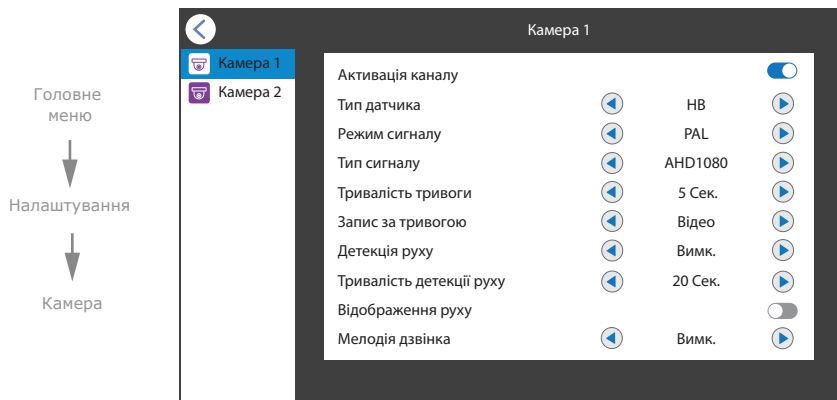 Головне
меню
Налаштування
Камера
Камера 1
Камера 1
Камера 2
Активація каналу
Тип датчика НВ
Режим сигналу PAL
Тип сигналу AHD1080
Тривалість тривоги 5 Сек.
Запис за тривогою Відео
Детекція руху Вимк.
Тривалість детекції руху 20 Сек.
Відображення руху
Мелодія дзвінка Вимк.